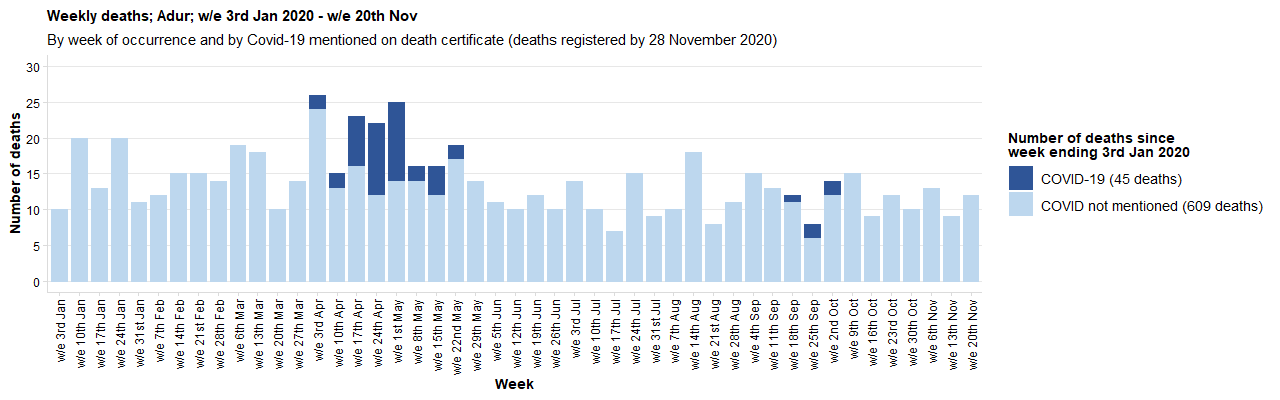 Weekly deaths; Adur; w/e 3rd Jan 2020 - w/e 20th Nov
By week of occurrence and by Covid-19 mentioned on death certificate (deaths registered by 28 November 2020)
Number of deaths
30
25
20
15
10
5
0
w/e 3rd Jan
w/e 10th Jan
w/e 17th Jan
w/e 24th Jan
w/e 31st Jan
w/e 7th Feb
w/e 14th Feb
w/e 21st Feb
w/e 28th Feb
w/e 6th Mar
w/e 13th Mar
w/e 20th Mar
w/e 27th Mar
w/e 3rd Apr
w/e 10th Apr
w/e 17th Apr
w/e 24th Apr
w/e 1st May
w/e 8th May
w/e 15th May
w/e 22nd May
w/e 29th May
w/e 5th Jun
w/e 12th Jun
w/e 19th Jun
w/e 26th Jun
w/e 3rd Jul
w/e 10th Jul
w/e 17th Jul
w/e 24th Jul
w/e 31st Jul
w/e 7th Aug
w/e 14th Aug
w/e 21st Aug
w/e 28th Aug
w/e 4th Sep
w/e 11th Sep
w/e 18th Sep
w/e 25th Sep
w/e 2nd Oct
w/e 9th Oct
w/e 16th Oct
w/e 23rd Oct
w/e 30th Oct
w/e 6th Nov
w/e 13th Nov
w/e 20th Nov
Week
Number of deaths since
week ending 3rd Jan 2020
COVID-19 (45 deaths)
COVID not mentioned (609 deaths)